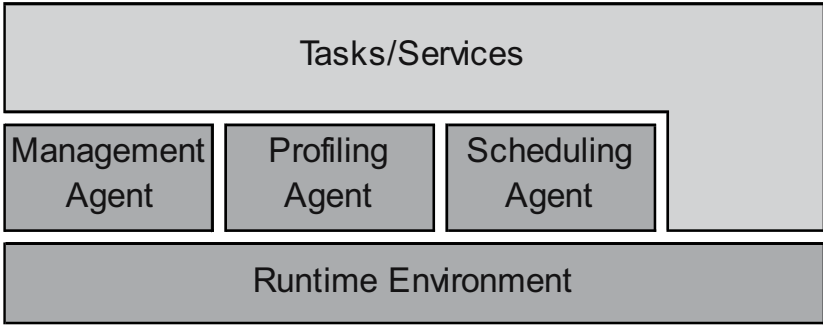 Tasks/Services
Management
Agent
Profiling
Agent
Scheduling
Agent
Runtime Environment